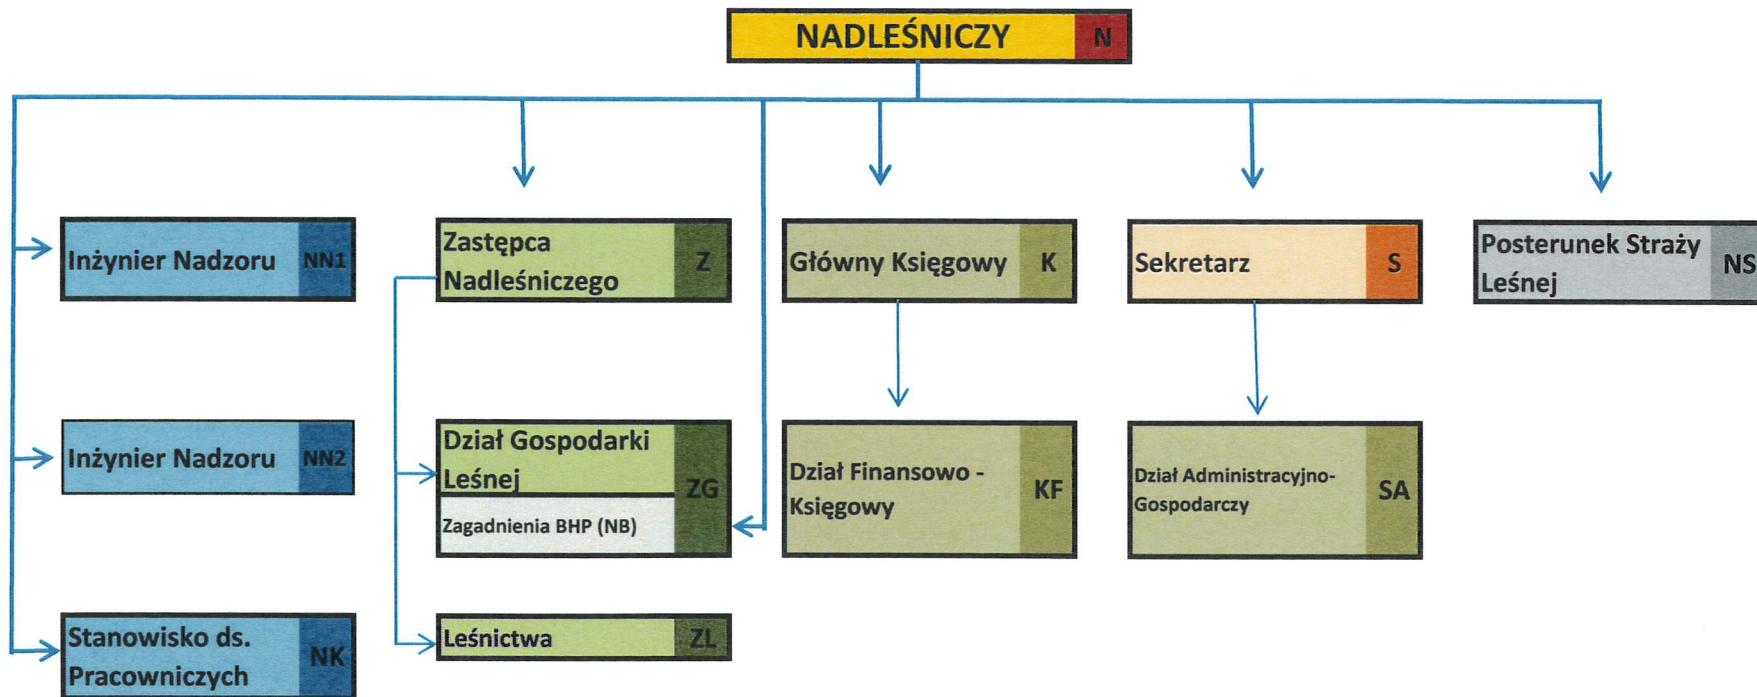 NADLEŚNICZY N
Inżynier Nadzoru NN1
Zastępca
Nadleśniczego Z
Główny Księgowy K
Sekretarz S
Posterunek Straży
Leśnej NS
Inżynier Nadzoru NN2
Dział Gospodarki
Leśnej ZG
Zagadnienia BHP (NB)
Dział Finansowo -
Księgowy KF
Dział Administracyjno-
Gospodarczy SA
Stanowisko ds.
Pracowniczych NK
Leśnictwa ZL